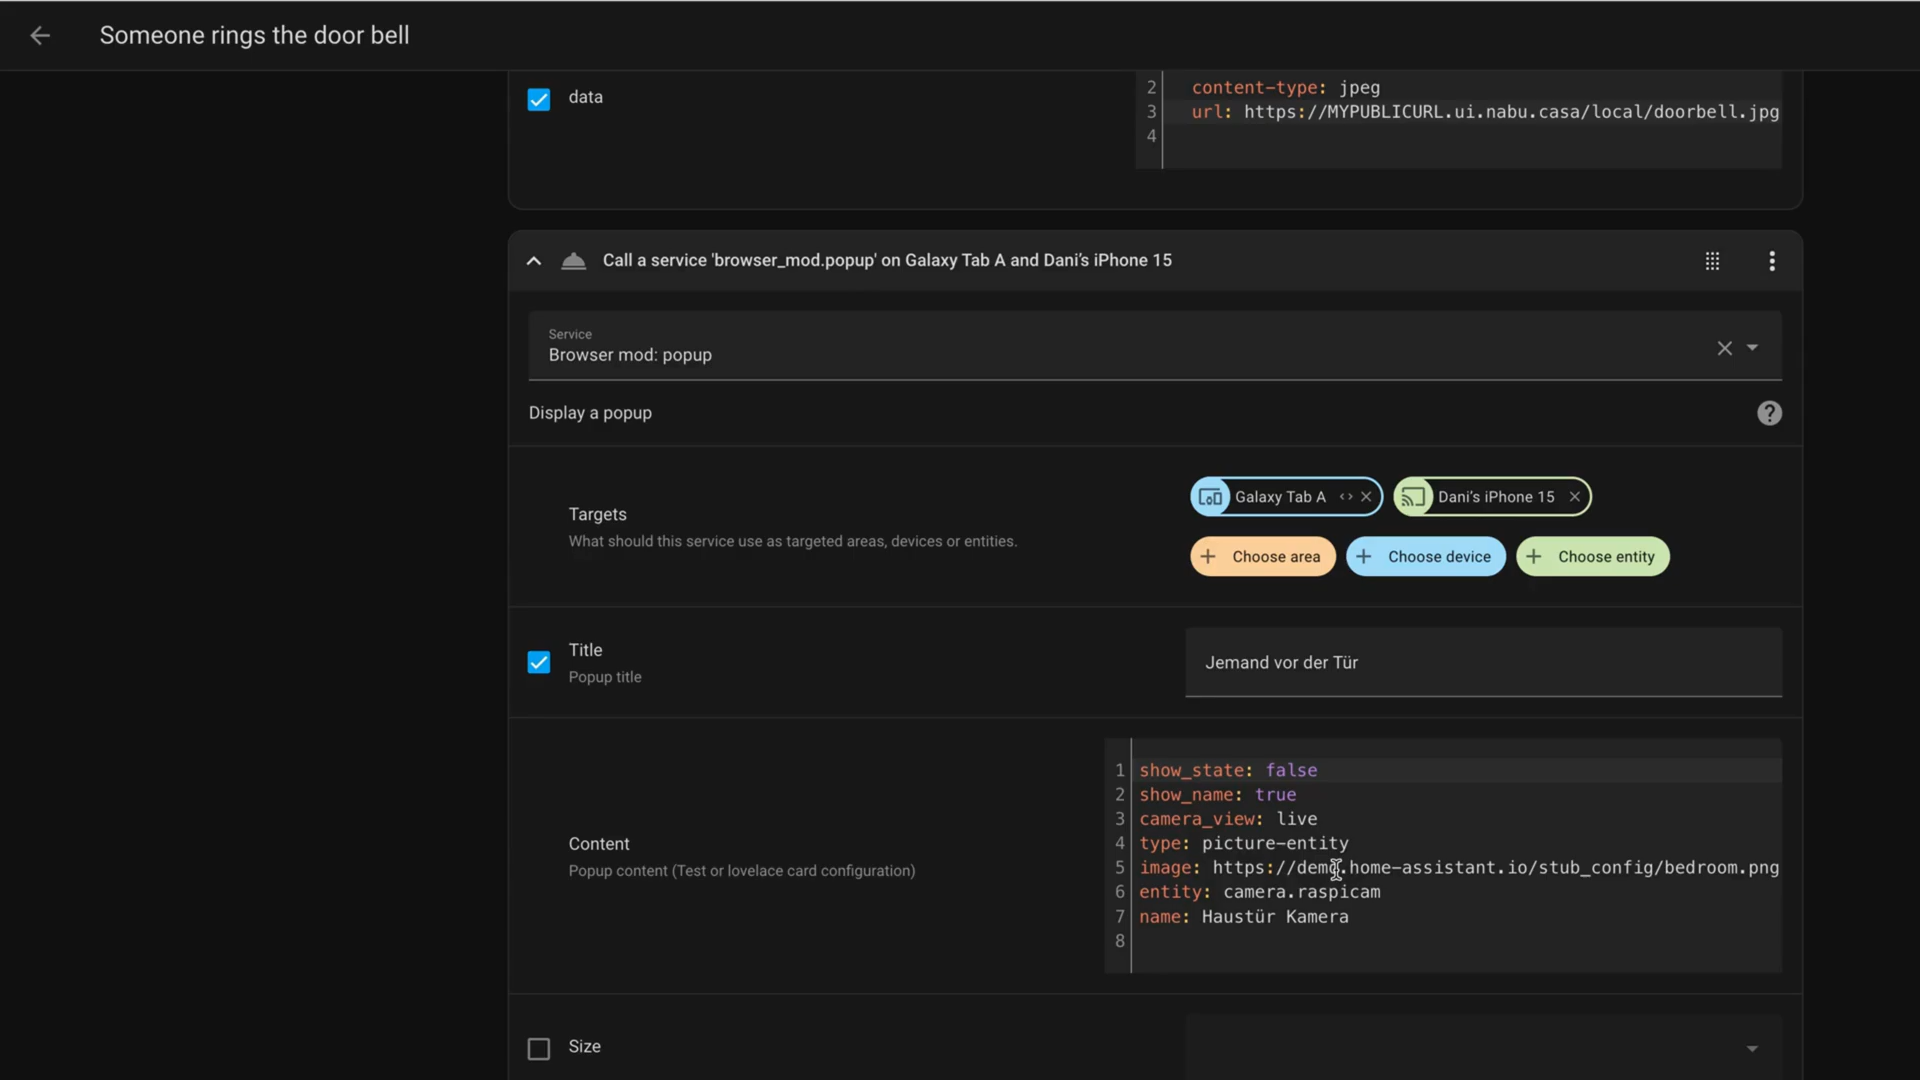 Someone rings the door bell
data
2 content-type: jpeg
3 url: https://MYPUBLICURL.ui.nabu.casa/local/doorbell.jpg
4
Call a service 'browser_mod.popup' on Galaxy Tab A and Dani's iPhone 15
Service
Browser mod: popup
Display a popup
Targets
What should this service use as targeted areas, devices or entities.
Galaxy Tab A
Dani's iPhone 15
Choose area
Choose device
Choose entity
Title
Popup title
Jemand vor der Tür
Content
Popup content (Test or lovelace card configuration)
1 show_state: false
2 show_name: true
3 camera_view: live
4 type: picture-entity
5 image: https://demo.home-assistant.io/stub_config/bedroom.png
6 entity: camera.raspicam
7 name: Haustür Kamera
8
Size